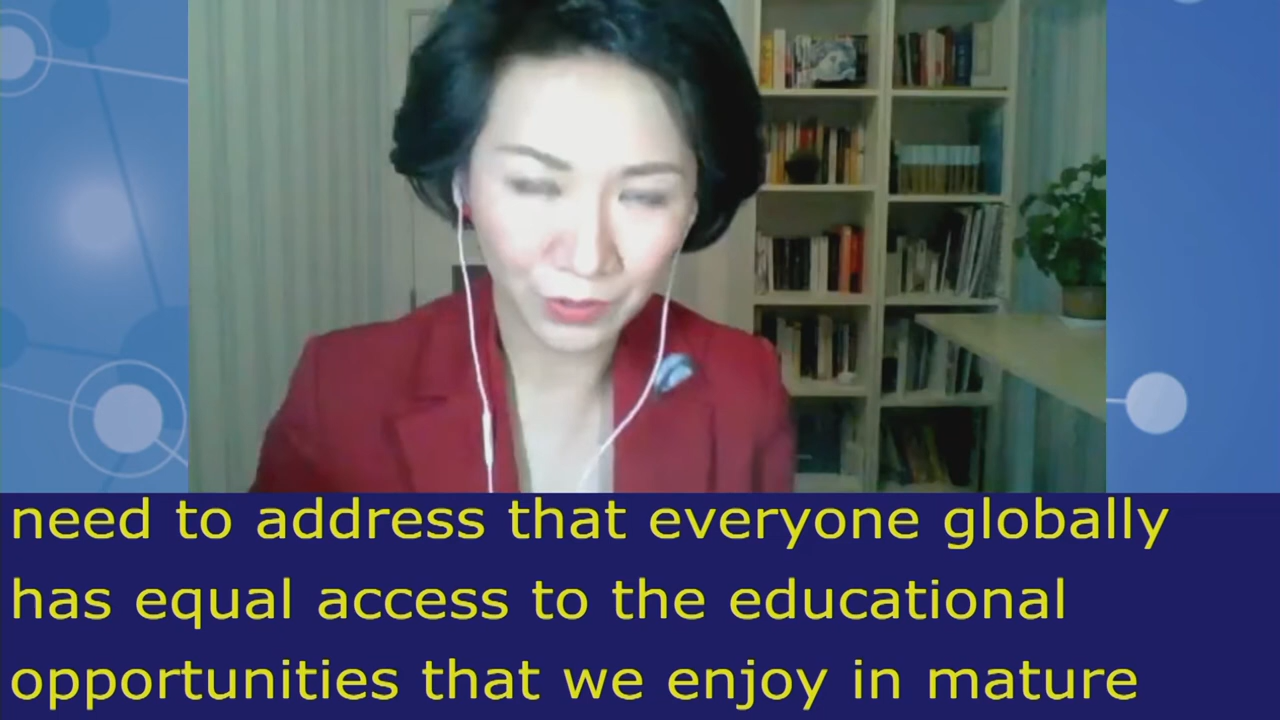 need to address that everyone globally
has equal access to the educational
opportunities that we enjoy in mature